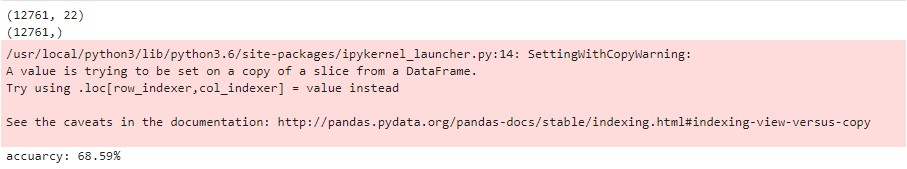 (12761, 22)
(12761,)
/usr/local/python3/lib/python3.6/site-packages/ipykernel_launcher.py:14: SettingWithCopyWarning:
A value is trying to be set on a copy of a slice from a DataFrame.
Try using .loc[row_indexer,col_indexer] = value instead
See the caveats in the documentation: http://pandas.pydata.org/pandas-docs/stable/indexing.html#indexing-view-versus-copy
accuarcy: 68.59%